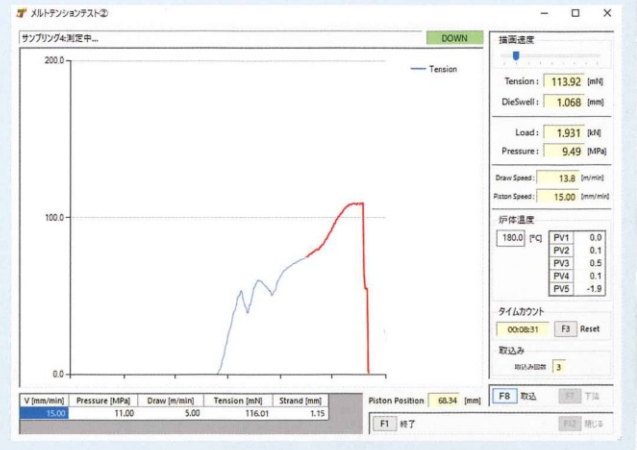 メルトテンションテスト②
サンプリング4:測定中...
DOWN
200.0
100.0
0.0
Tension
描画速度
Tension : 113.92 [mN]
DieSwell : 1.068 [mm]
Load : 1.931 [kN]
Pressure : 9.49 [MPa]
Draw Speed : 13.8 [m/min]
Piston Speed : 15.00 [mm/min]
炉体温度
180.0 [℃]
PV1 0.0
PV2 0.1
PV3 0.5
PV4 0.1
PV5 -1.9
タイムカウント
00:08:31 F3 Reset
取込み
取込み回数 3
V [mm/min] Pressure [MPa] Draw [m/min] Tension [mN] Strand [mm]
15.00 11.00 5.00 116.01 1.15
Piston Position 68.34 [mm]
F8 取込
F7 下降
F1 終了
F12 閉じる